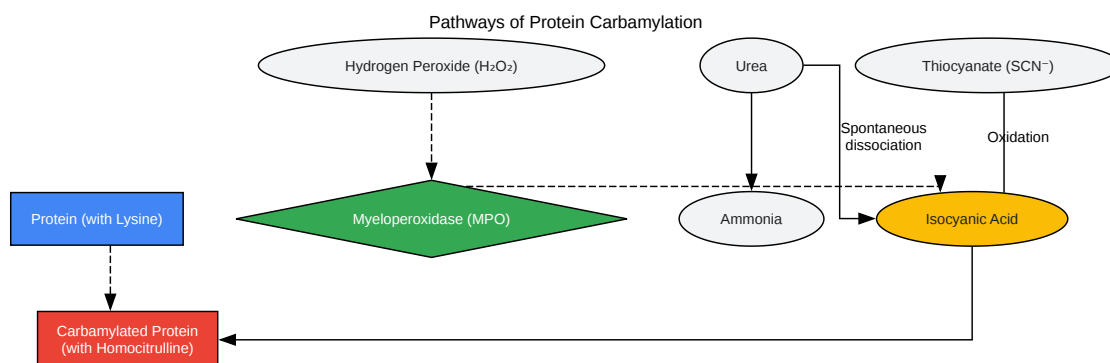 Pathways of Protein Carbamylation
Hydrogen Peroxide (H₂O₂)
Urea
Thiocyanate (SCN⁻)
Spontaneous
dissociation
Oxidation
Protein (with Lysine)
Myeloperoxidase (MPO)
Ammonia
Isocyanic Acid
Carbamylated Protein
(with Homocitrulline)